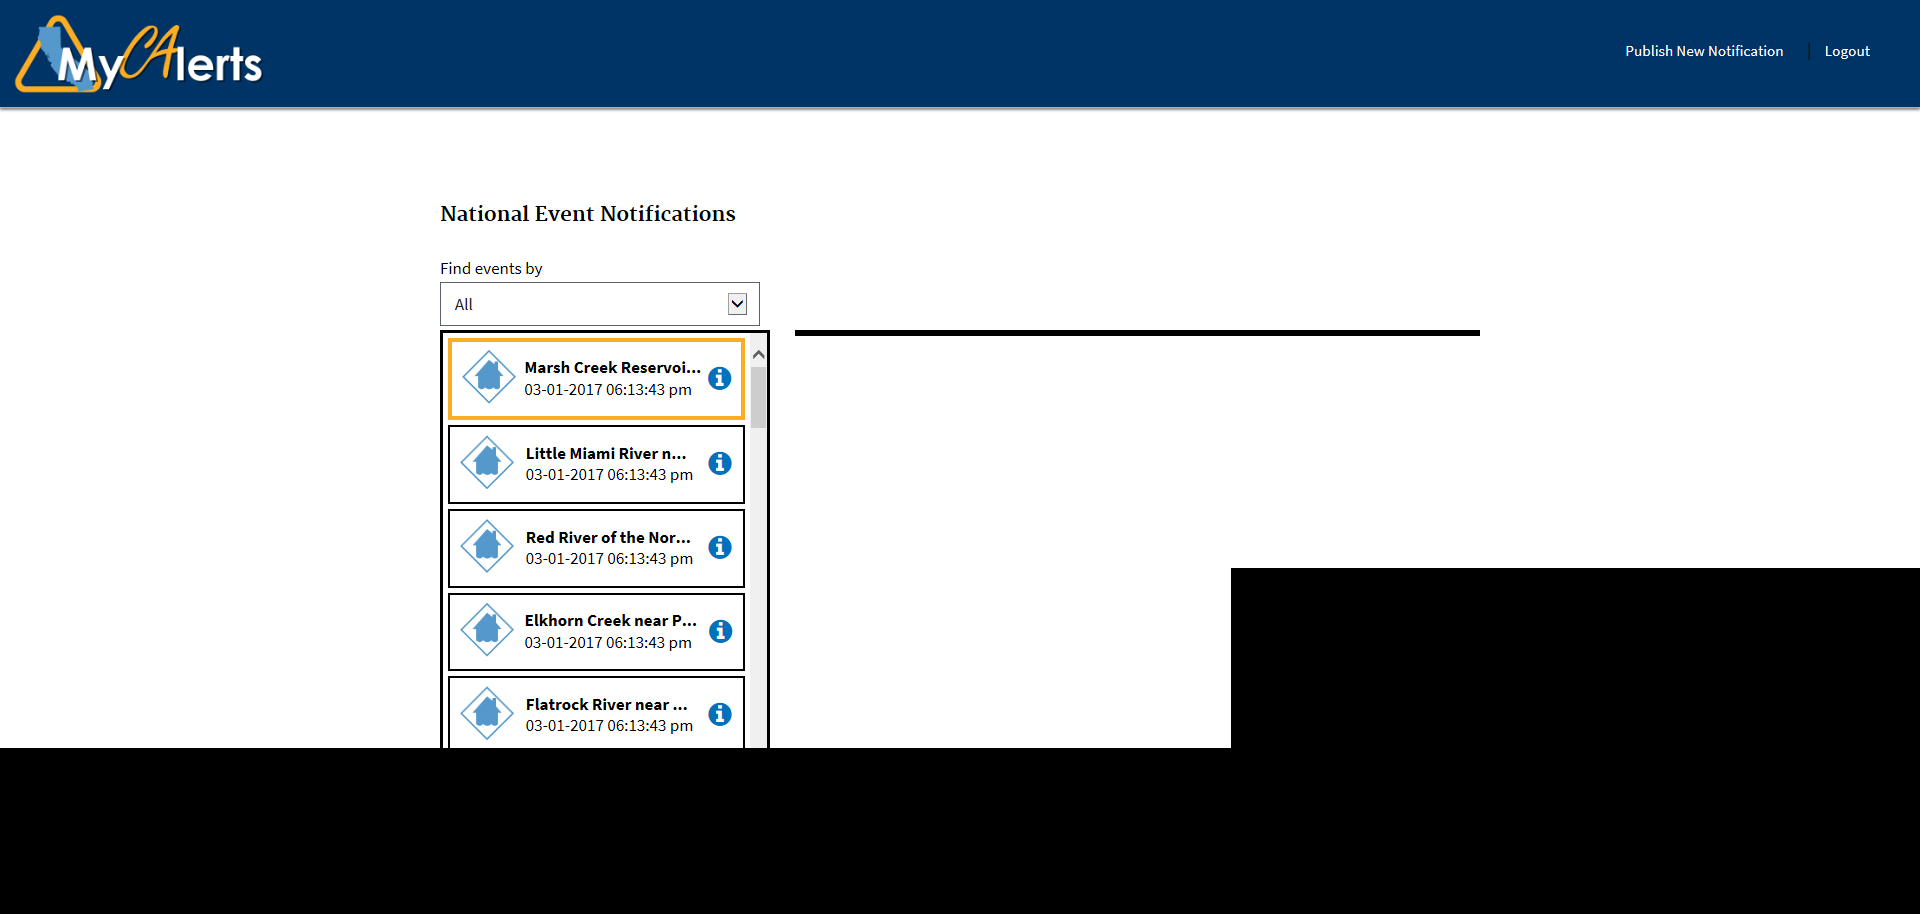 MyCAlerts
Publish New Notification
Logout
National Event Notifications
Find events by
All
Marsh Creek Reservoi...
03-01-2017 06:13:43 pm
Little Miami River n...
03-01-2017 06:13:43 pm
Red River of the Nor...
03-01-2017 06:13:43 pm
Elkhorn Creek near P...
03-01-2017 06:13:43 pm
Flatrock River near ...
03-01-2017 06:13:43 pm